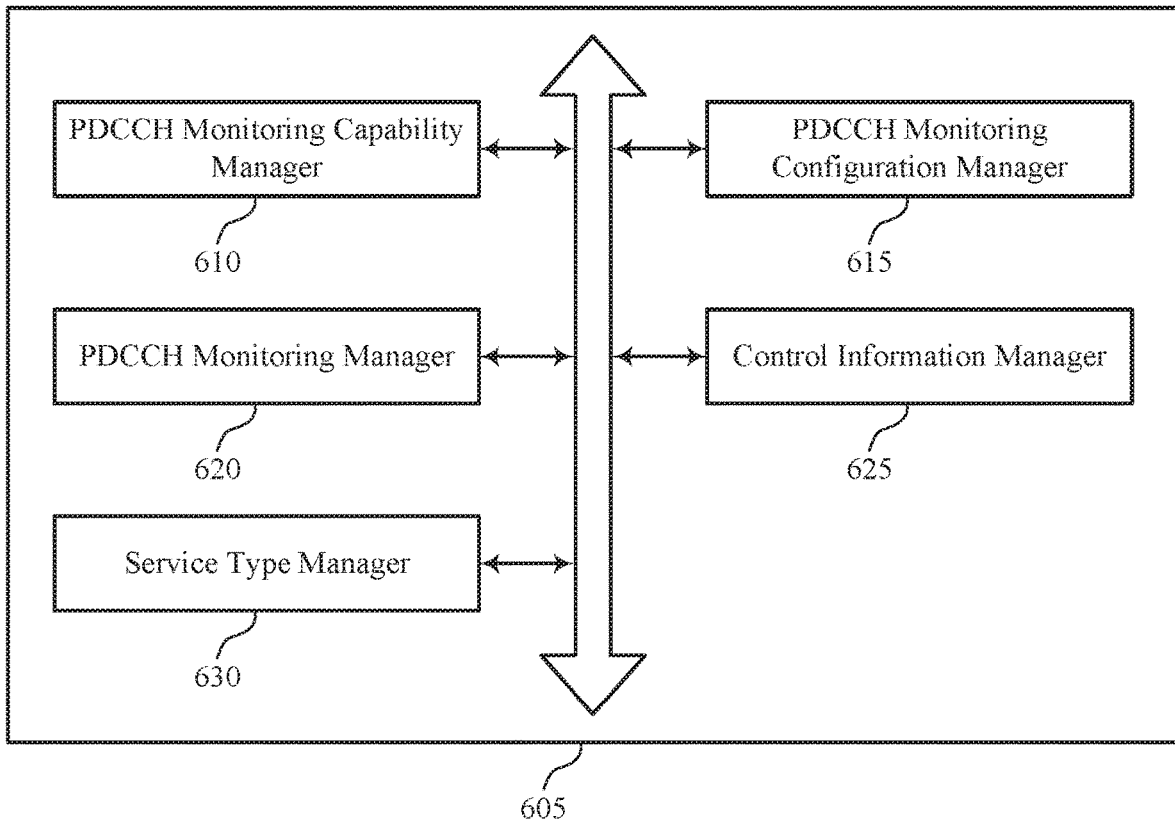 PDCCH Monitoring Capability
Manager
610
PDCCH Monitoring
Configuration Manager
615
PDCCH Monitoring Manager
620
Control Information Manager
625
Service Type Manager
630
605